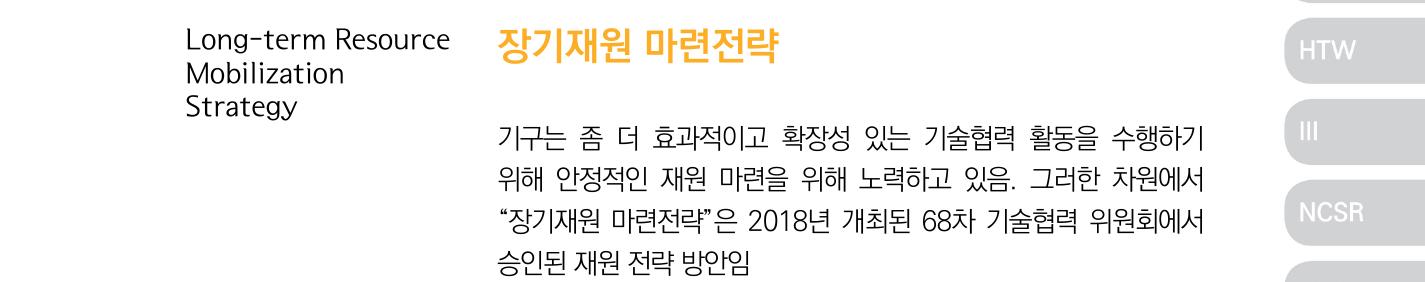 Long-term Resource
Mobilization
Strategy
장기재원 마련전략
기구는 좀 더 효과적이고 확장성 있는 기술협력 활동을 수행하기
위해 안정적인 재원 마련을 위해 노력하고 있음. 그러한 차원에서
“장기재원 마련전략”은 2018년 개최된 68차 기술협력 위원회에서
승인된 재원 전략 방안임
HTW
III
NCSR